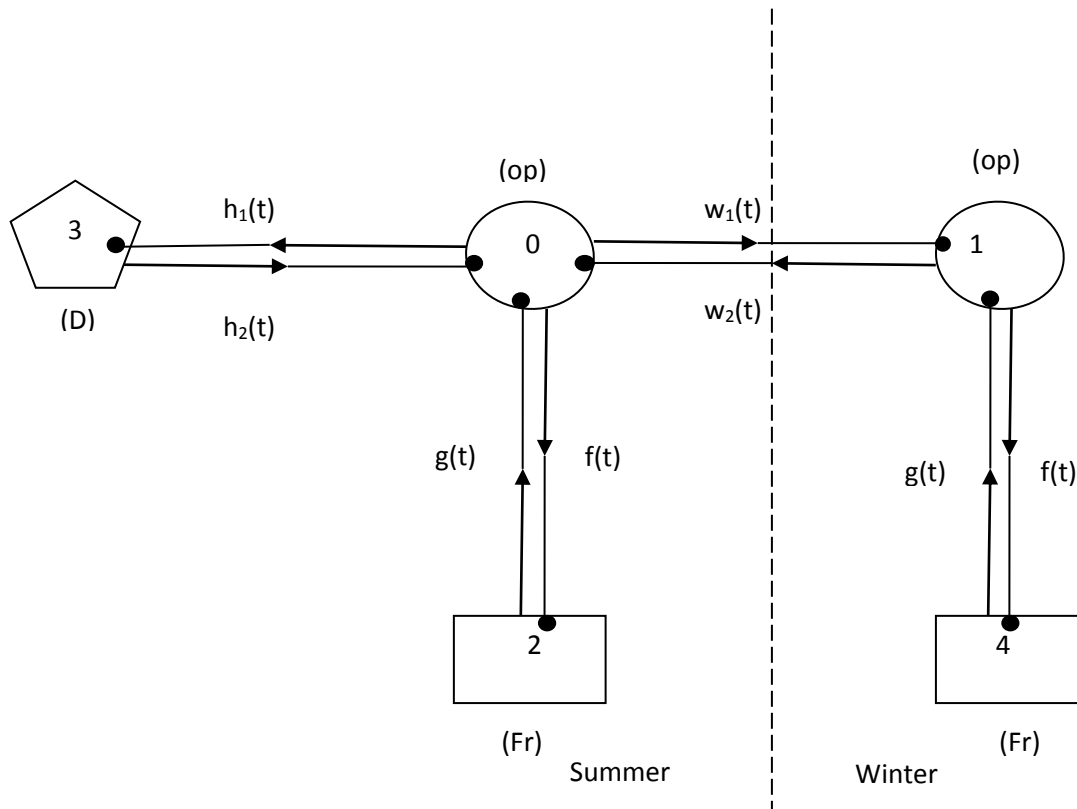 (op)
(op)
h₁(t)
w₁(t)
3
0
1
(D)
h₂(t)
w₂(t)
g(t)
f(t)
g(t)
f(t)
2
4
(Fr)
(Fr)
Summer
Winter